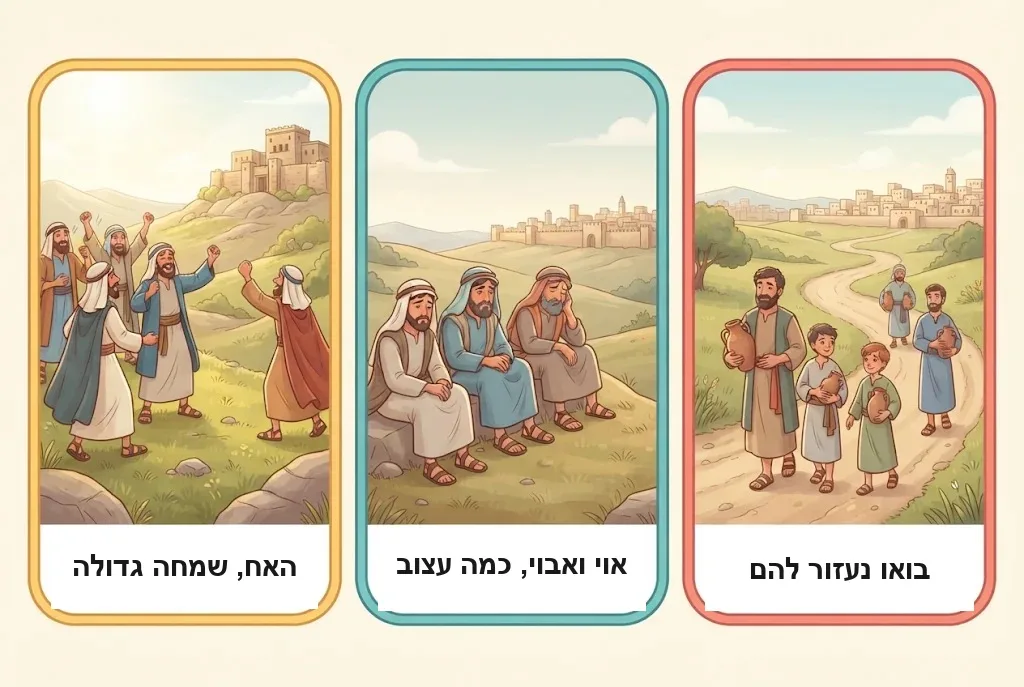 בואו נעזור להם
אוי ואבוי, כמה עצוב
האח, שמחה גדולה